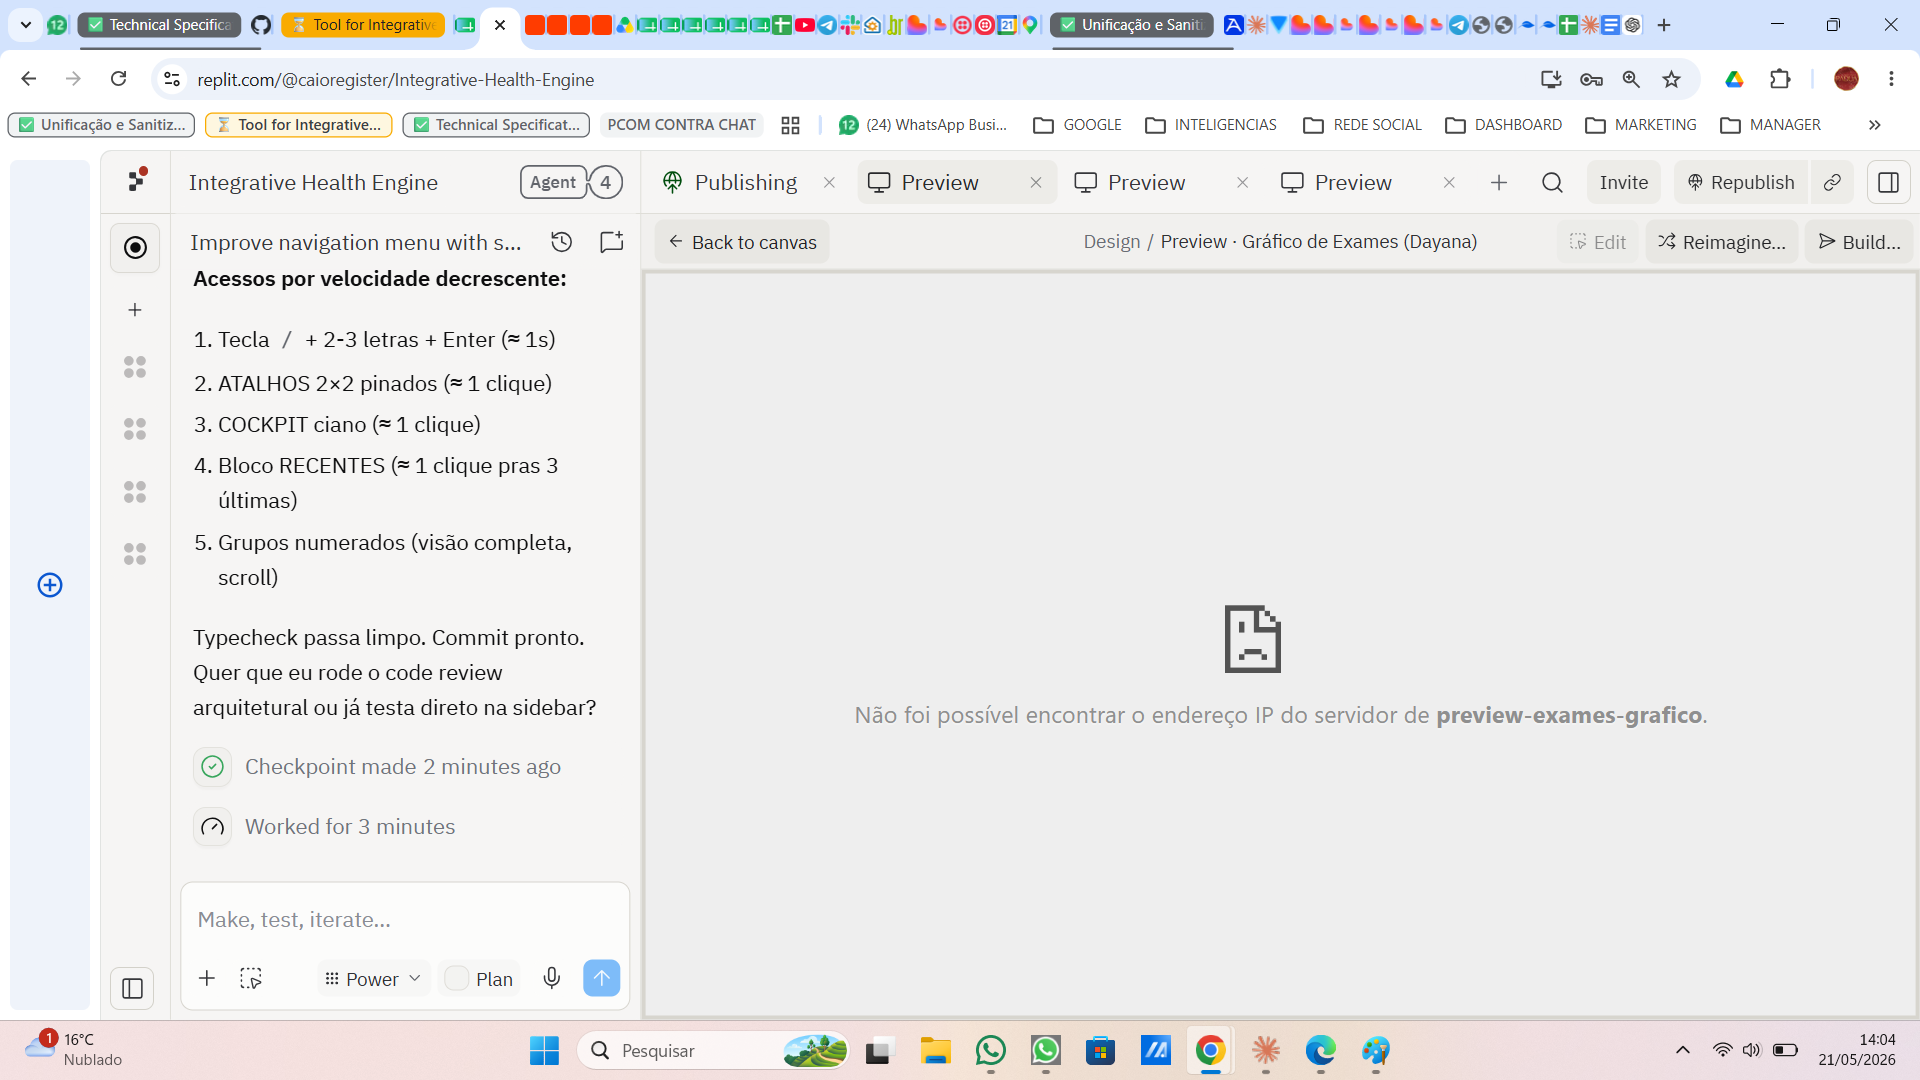 12
Technical Specifica
Tool for Integrative
21
Unificação e Saniti
replit.com/@caioregister/Integrative-Health-Engine
Unificação e Sanitiz...
Tool for Integrative...
Technical Specificat...
PCOM CONTRA CHAT
12
(24) WhatsApp Busi...
GOOGLE
INTELIGENCIAS
REDE SOCIAL
DASHBOARD
MARKETING
MANAGER
»
Integrative Health Engine
Agent
4
Publishing
Preview
Preview
Preview
Invite
Republish
Improve navigation menu with s...
Back to canvas
Design / Preview · Gráfico de Exames (Dayana)
Edit
Reimagine...
Build...
Acessos por velocidade decrescente:
1. Tecla / + 2-3 letras + Enter (≈ 1s)
2. ATALHOS 2×2 pinados (≈ 1 clique)
3. COCKPIT ciano (≈ 1 clique)
4. Bloco RECENTES (≈ 1 clique pras 3
últimas)
5. Grupos numerados (visão completa,
scroll)
Typecheck passa limpo. Commit pronto.
Quer que eu rode o code review
arquitetural ou já testa direto na sidebar?
Checkpoint made 2 minutes ago
Worked for 3 minutes
Make, test, iterate...
Power
Plan
Não foi possível encontrar o endereço IP do servidor de preview-exames-grafico.
1
16°C
Nublado
Pesquisar
14:04
21/05/2026